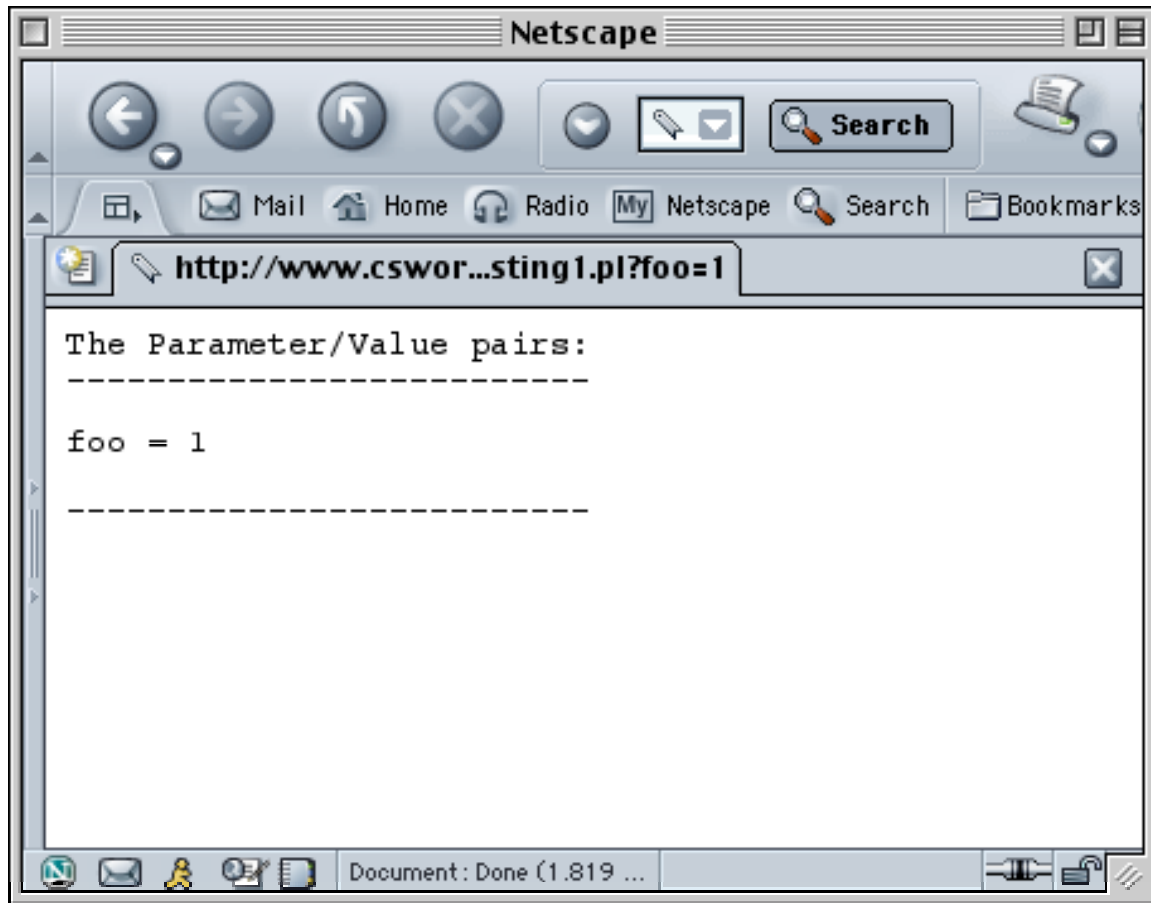 Netscape
Search
Mail Home Radio My Netscape Search Bookmarks
http://www.cswor...sting1.pl?foo=1
The Parameter/Value pairs:
--------------------------
foo = 1
--------------------------
Document: Done (1.819 ...